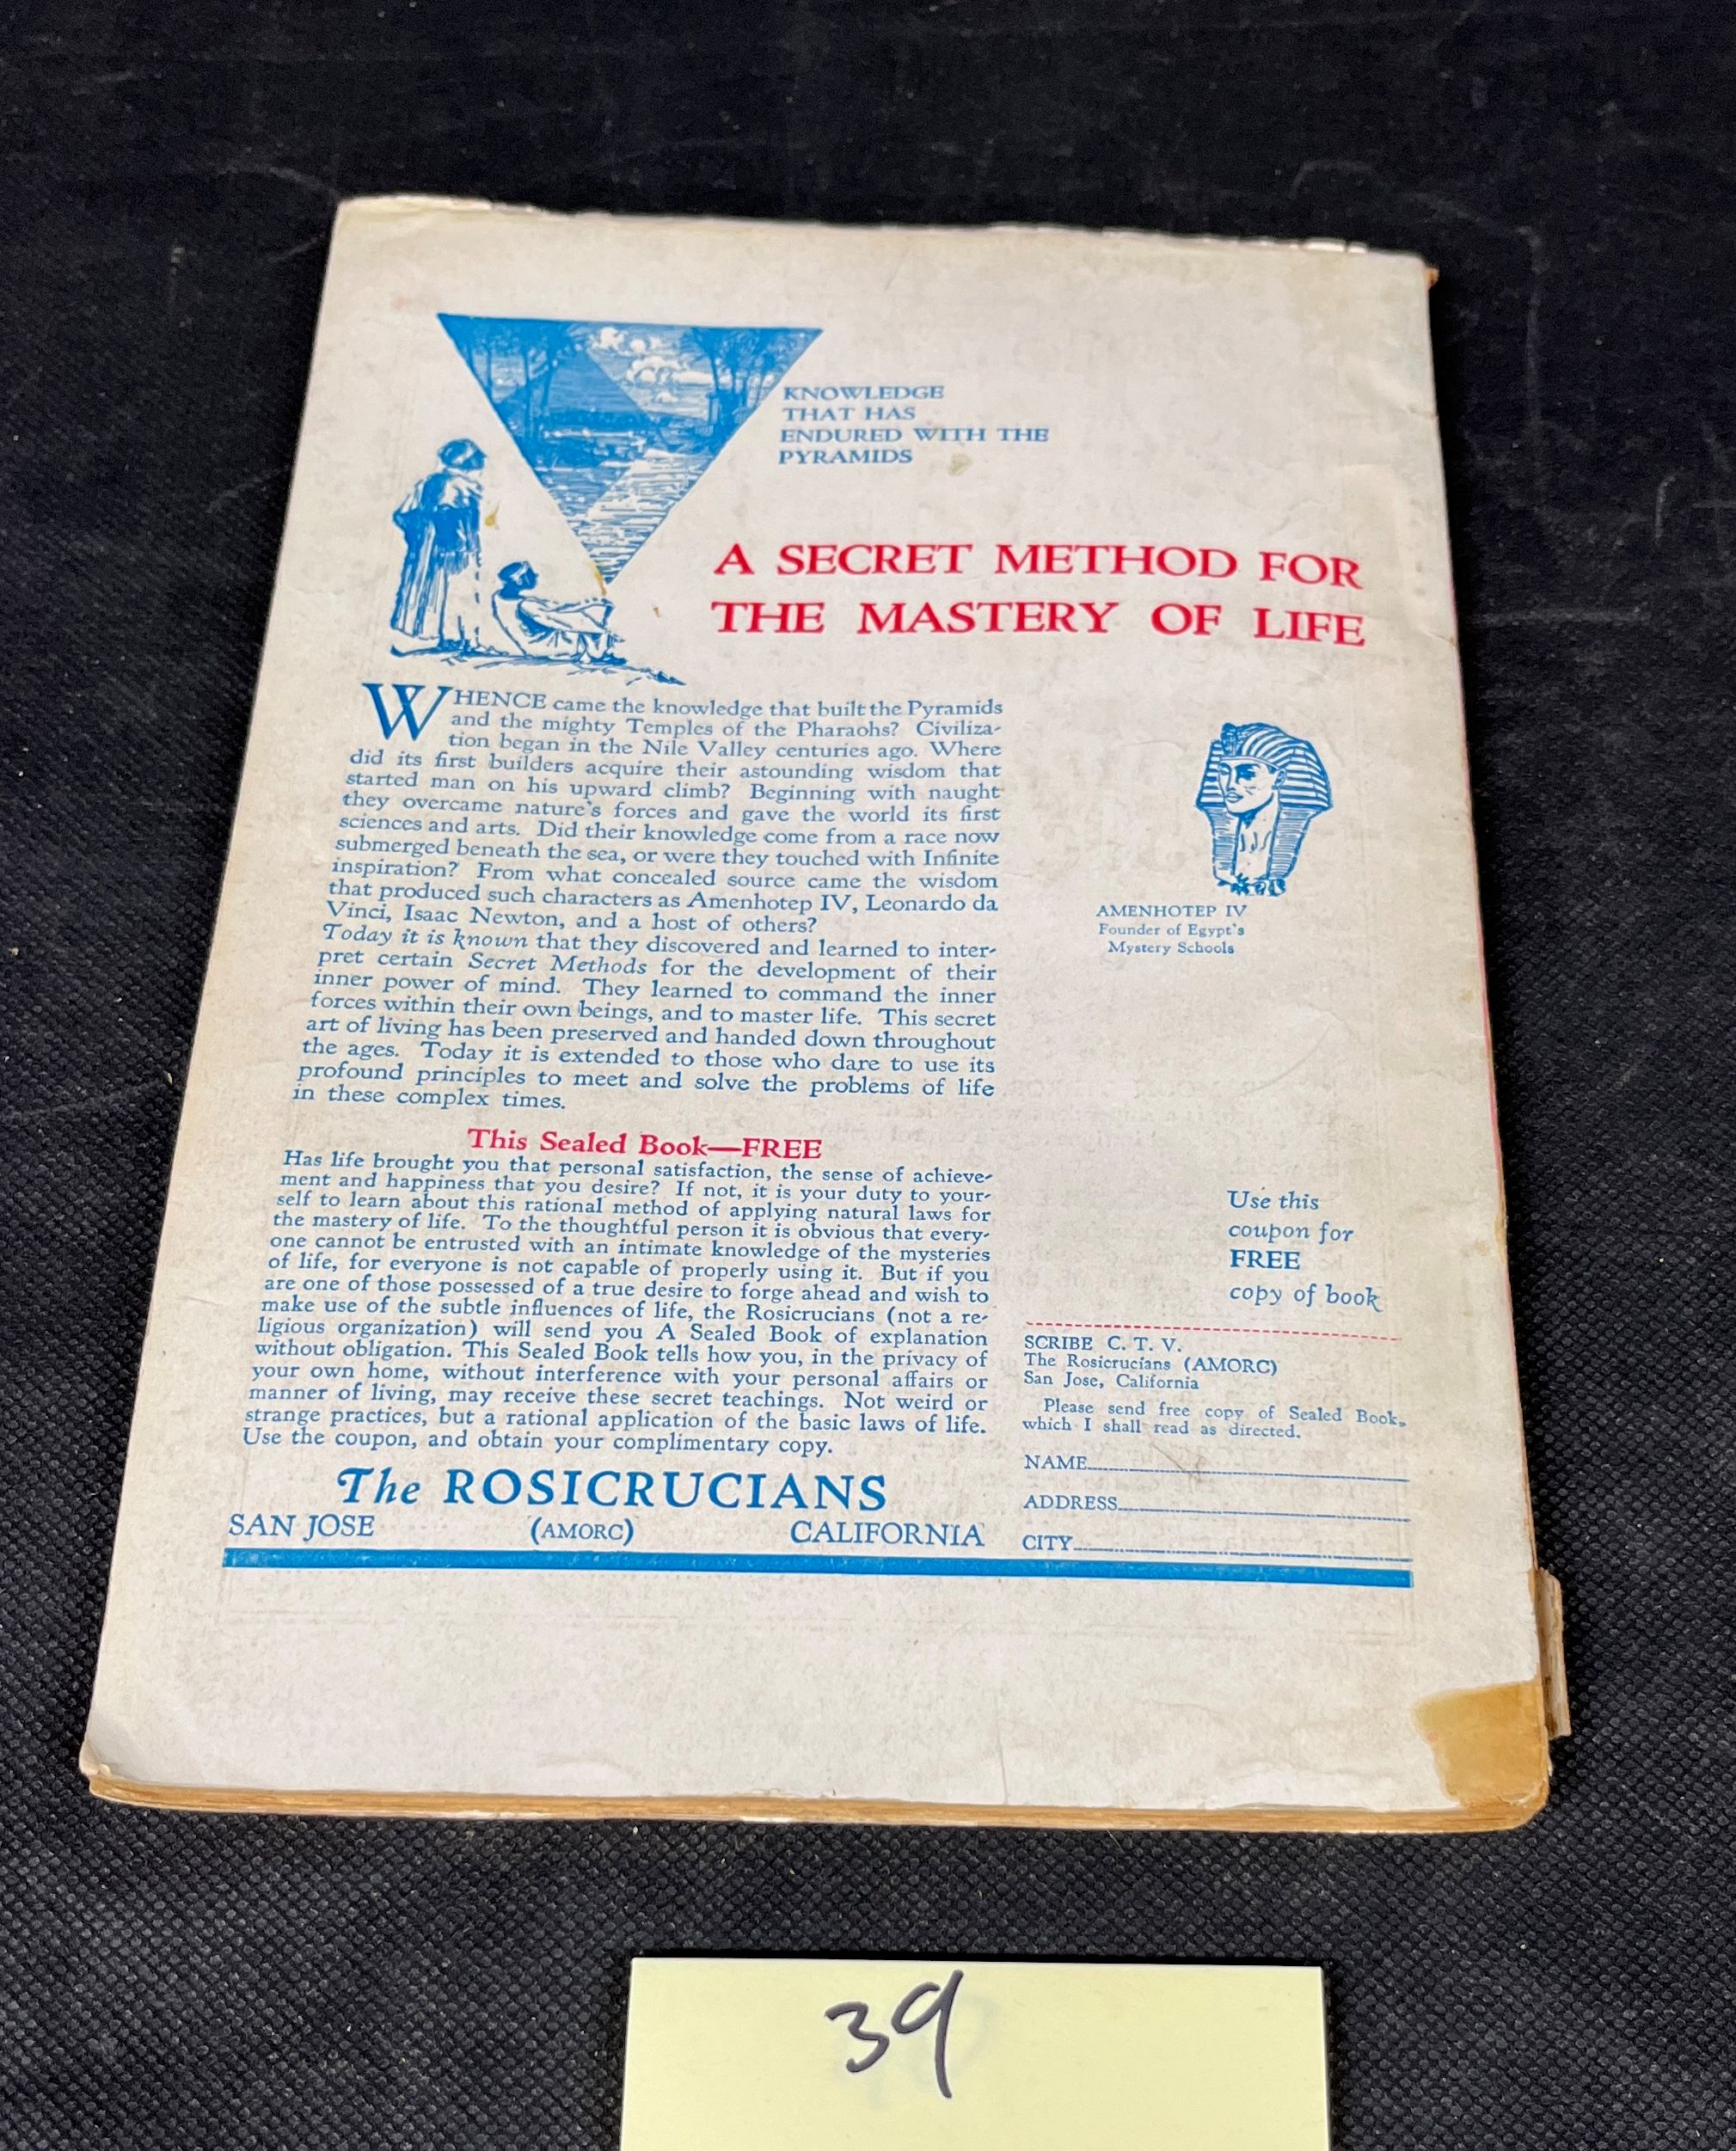 KNOWLEDGE
THAT HAS
ENDURED WITH THE
PYRAMIDS
A SECRET METHOD FOR
THE MASTERY OF LIFE
WHENCE came the knowledge that built the Pyramids
and the mighty Temples of the Pharaohs? Civiliza-
tion began in the Nile Valley centuries ago. Where
did its first builders acquire their astounding wisdom that
started man on his upward climb? Beginning with naught
they overcame nature's forces and gave the world its first
sciences and arts. Did their knowledge come from a race now
submerged beneath the sea, or were they touched with Infinite
inspiration? From what concealed source came the wisdom
that produced such characters as Amenhotep IV, Leonardo da
Vinci, Isaac Newton, and a host of others?
Today it is known that they discovered and learned to inter-
pret certain Secret Methods for the development of their
inner power of mind. They learned to command the inner
forces within their own beings, and to master life. This secret
art of living has been preserved and handed down throughout
the ages. Today it is extended to those who dare to use its
profound principles to meet and solve the problems of life
in these complex times.
This Sealed Book—FREE
Has life brought you that personal satisfaction, the sense of achieve-
ment and happiness that you desire? If not, it is your duty to your-
self to learn about this rational method of applying natural laws for
the mastery of life. To the thoughtful person it is obvious that every-
one cannot be entrusted with an intimate knowledge of the mysteries
of life, for everyone is not capable of properly using it. But if you
are one of those possessed of a true desire to forge ahead and wish to
make use of the subtle influences of life, the Rosicrucians (not a re-
ligious organization) will send you A Sealed Book of explanation
without obligation. This Sealed Book tells how you, in the privacy of
your own home, without interference with your personal affairs or
manner of living, may receive these secret teachings. Not weird or
strange practices, but a rational application of the basic laws of life.
Use the coupon, and obtain your complimentary copy.
The ROSICRUCIANS
SAN JOSE (AMORC) CALIFORNIA
AMENHOTEP IV
Founder of Egypt's
Mystery Schools
Use this
coupon for
FREE
copy of book
SCRIBE C. T. V.
The Rosicrucians (AMORC)
San Jose, California
Please send free copy of Sealed Book,
which I shall read as directed.
NAME
ADDRESS
CITY
39